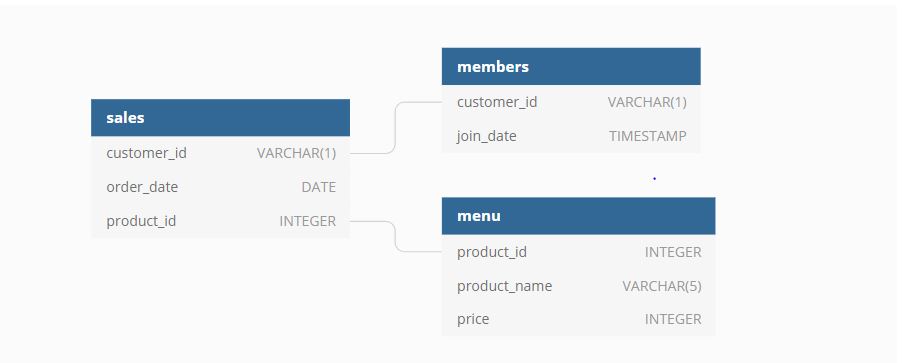 sales
customer_id VARCHAR(1)
order_date DATE
product_id INTEGER
members
customer_id VARCHAR(1)
join_date TIMESTAMP
menu
product_id INTEGER
product_name VARCHAR(5)
price INTEGER